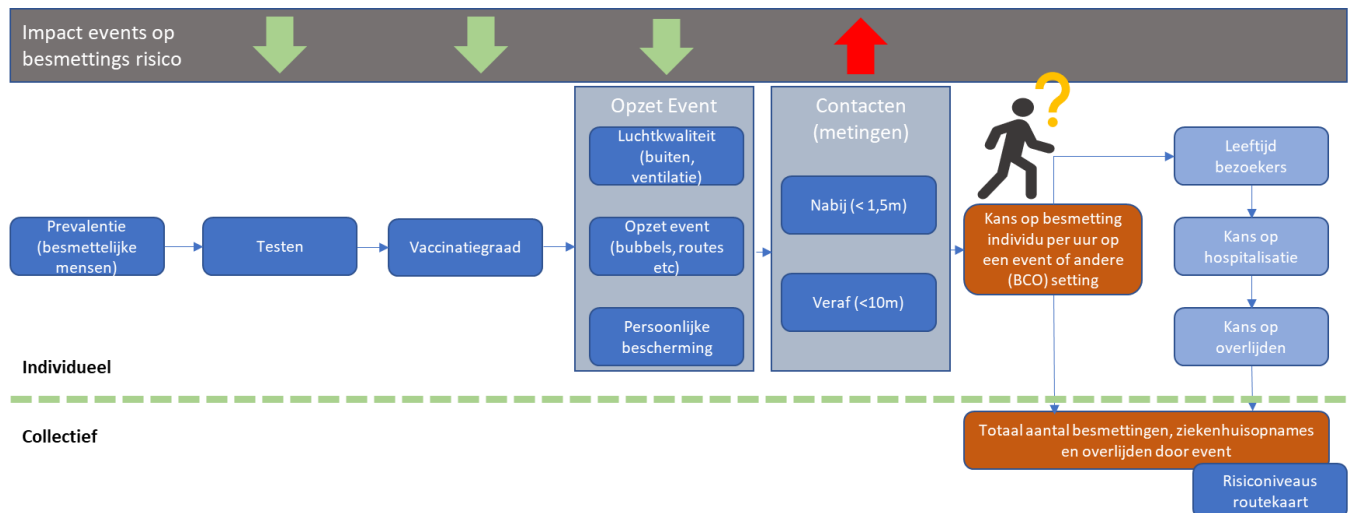 Impact events op
besmettings risico
Opzet Event
Luchtkwaliteit
(buiten,
ventilatie)
Opzet event
(bubbels, routes
etc)
Persoonlijke
bescherming
Contacten
(metingen)
Nabij (< 1,5m)
Veraf (<10m)
Prevalentie
(besmettelijke
mensen)
Testen
Vaccinatiegraad
?
Kans op besmetting
individu per uur op
een event of andere
(BCO) setting
Leeftijd
bezoekers
Kans op
hospitalisatie
Kans op
overlijden
Individueel
Collectief
Totaal aantal besmettingen, ziekenhuisopnames
en overlijden door event
Risiconiveaus
routekaart